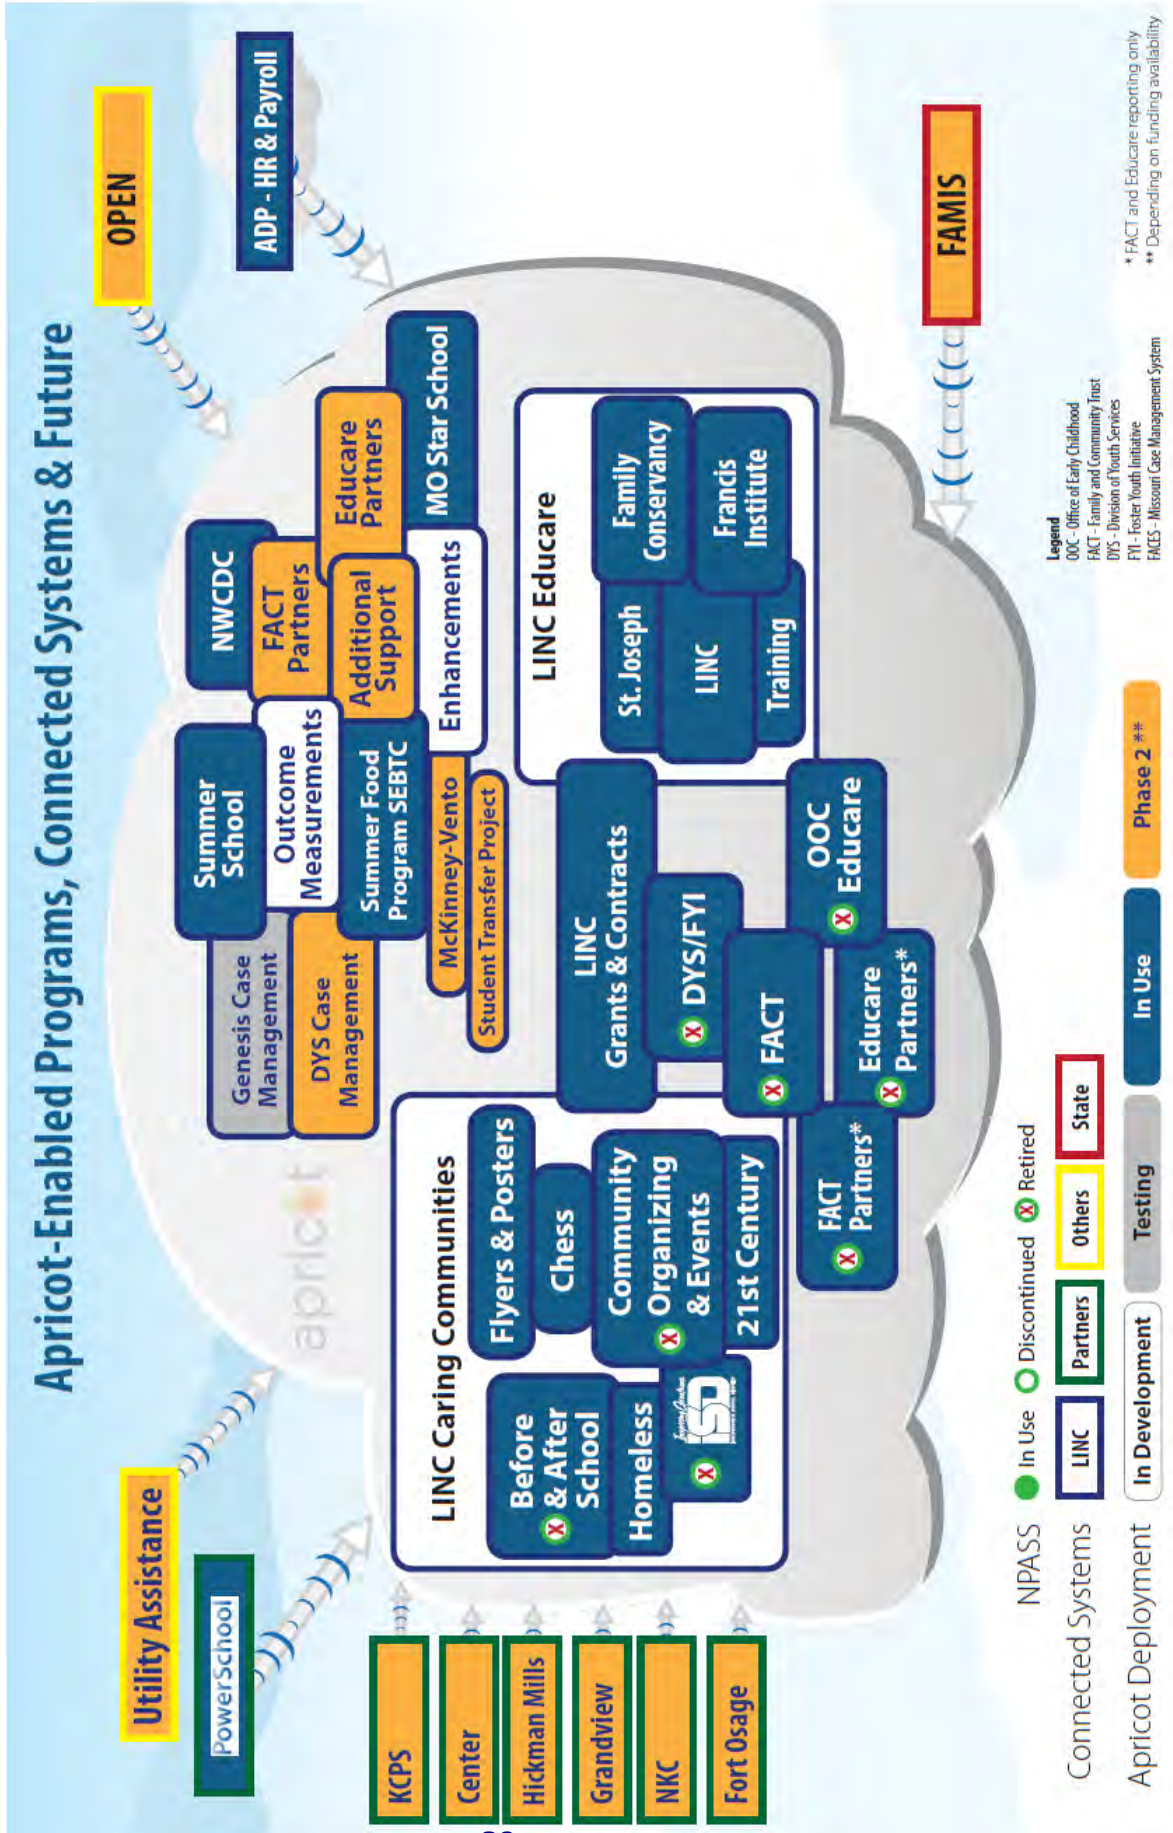 Apricot-Enabled Programs, Connected Systems & Future
Utility Assistance
PowerSchool
OPEN
ADP - HR & Payroll
apricot
Genesis Case
Management
DYS Case
Management
Summer
School
Outcome
Measurements
Summer Food
Program SEBTC
McKinney-Vento
Student Transfer Project
NWCDC
FACT
Partners
Additional
Support
Enhancements
Educare
Partners
MO Star School
KCPS
Center
Hickman Mills
Grandview
NKC
Fort Osage
LINC Caring Communities
Before
X & After
School
Homeless
X
ISD
Flyers & Posters
Chess
Community
Organizing
X & Events
21st Century
LINC
Grants & Contracts
X DYS/FYI
X FACT
OOC
X Educare
Educare
X Partners*
FACT
X Partners*
LINC Educare
St. Joseph
LINC
Training
Family
Conservancy
Francis
Institute
FAMIS
NPASS
In Use
Discontinued
X Retired
Connected Systems
LINC
Partners
Others
State
Apricot Deployment
In Development
Testing
In Use
Phase 2 **
Legend
OOC - Office of Early Childhood
FACT - Family and Community Trust
DYS - Division of Youth Services
FYI - Foster Youth Initiative
FACES - Missouri Case Management System
* FACT and Educare reporting only
** Depending on funding availability